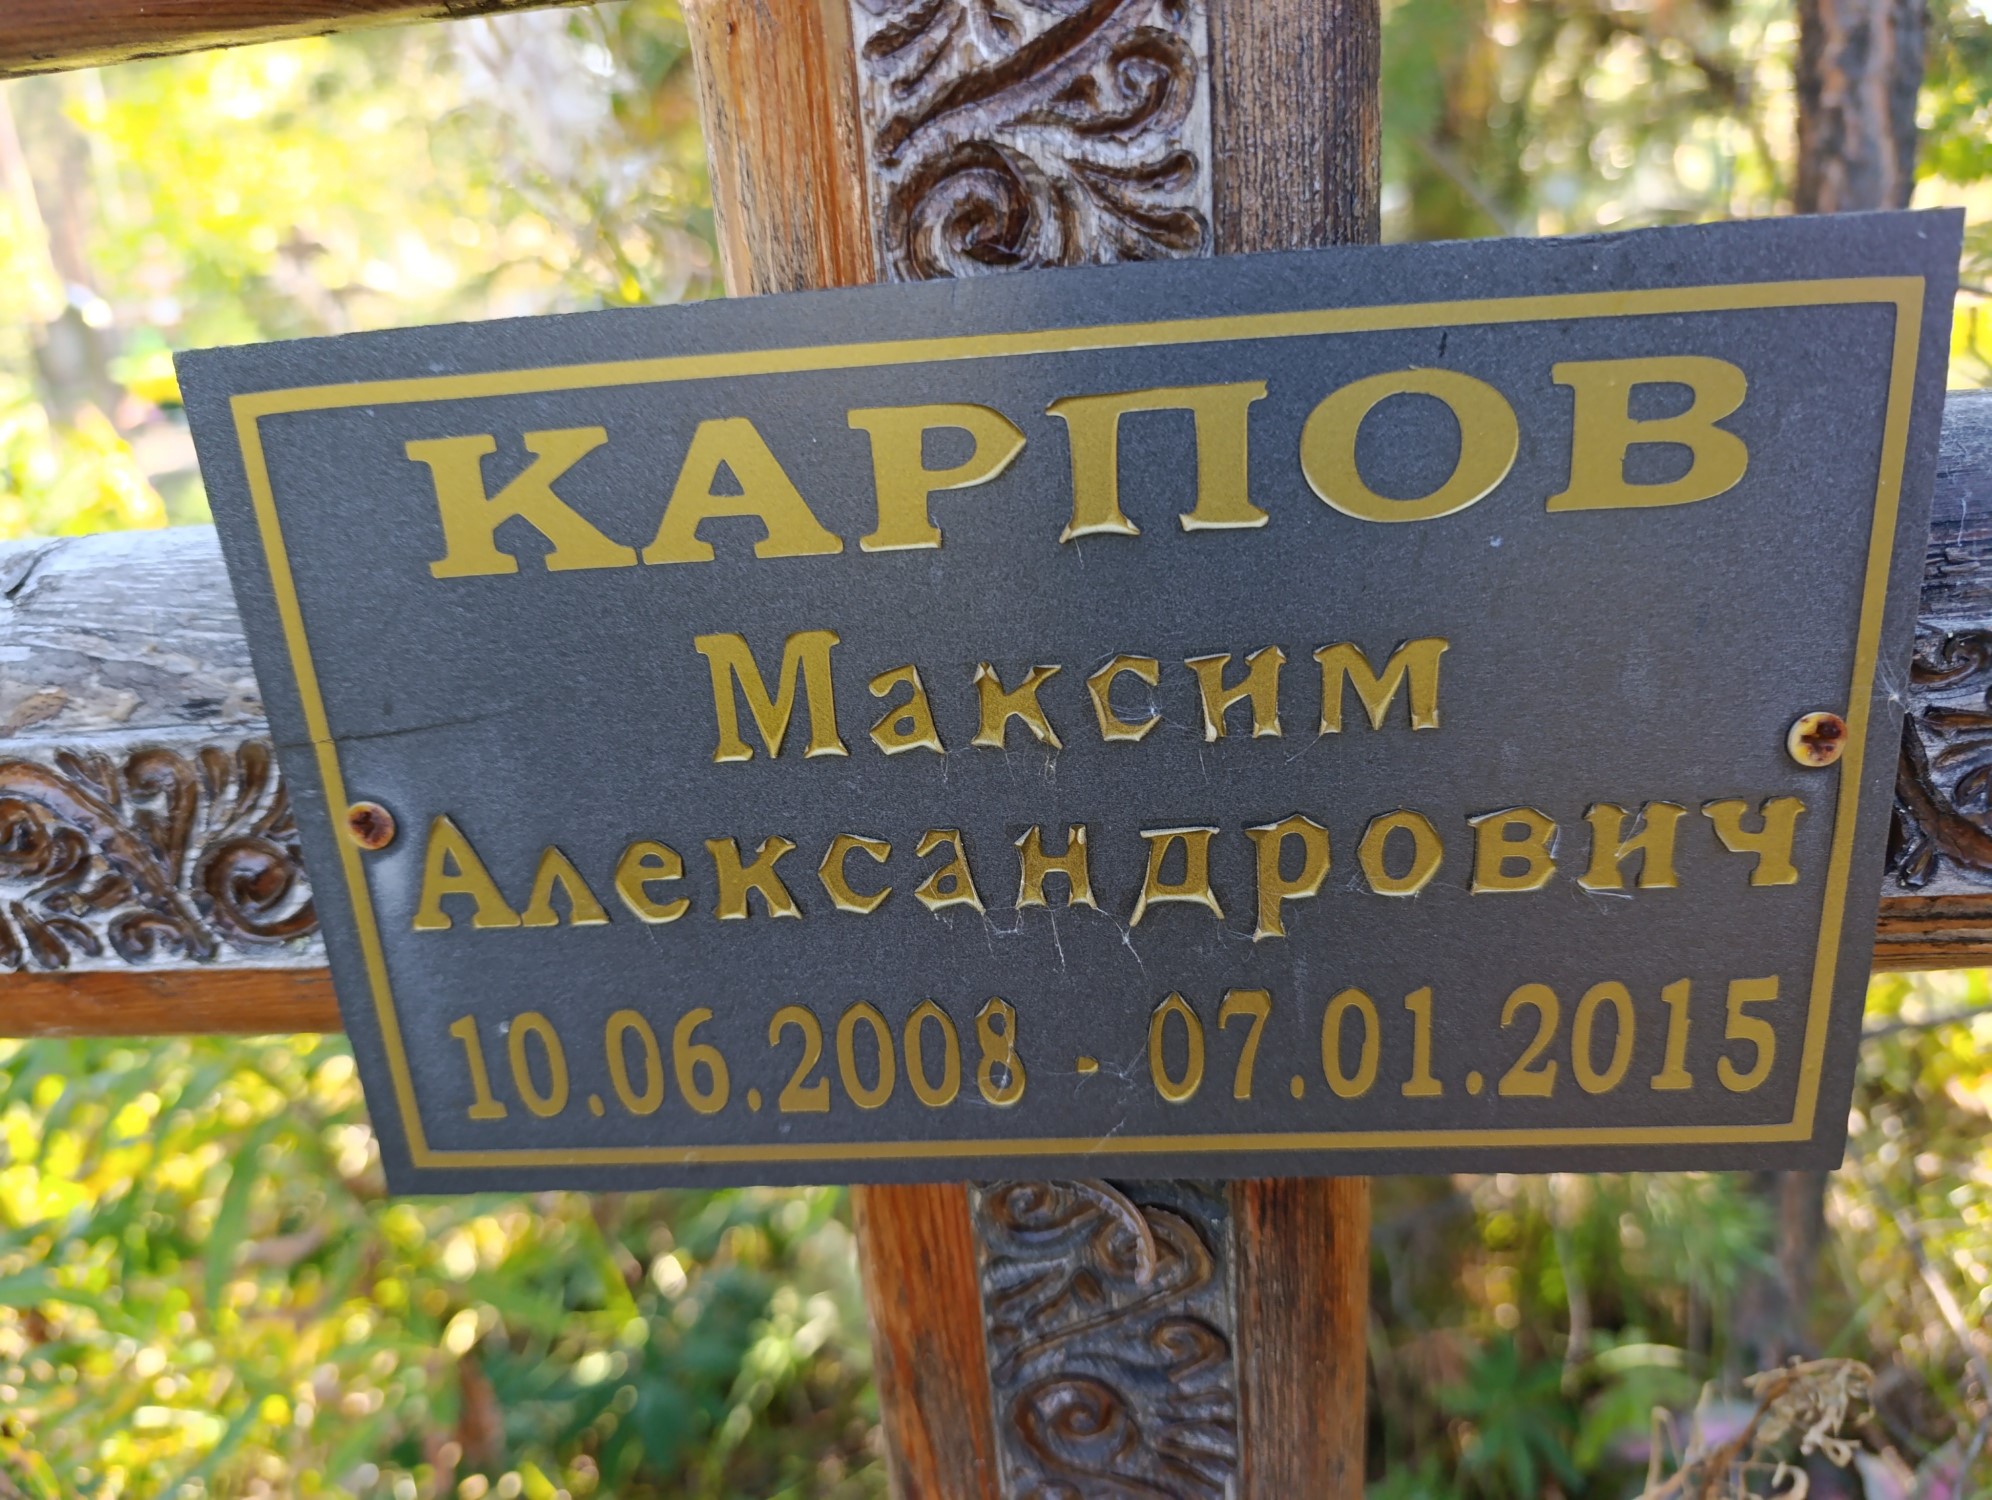 КАРПОВ
Максим
Александрович
10.06.2008 - 07.01.2015